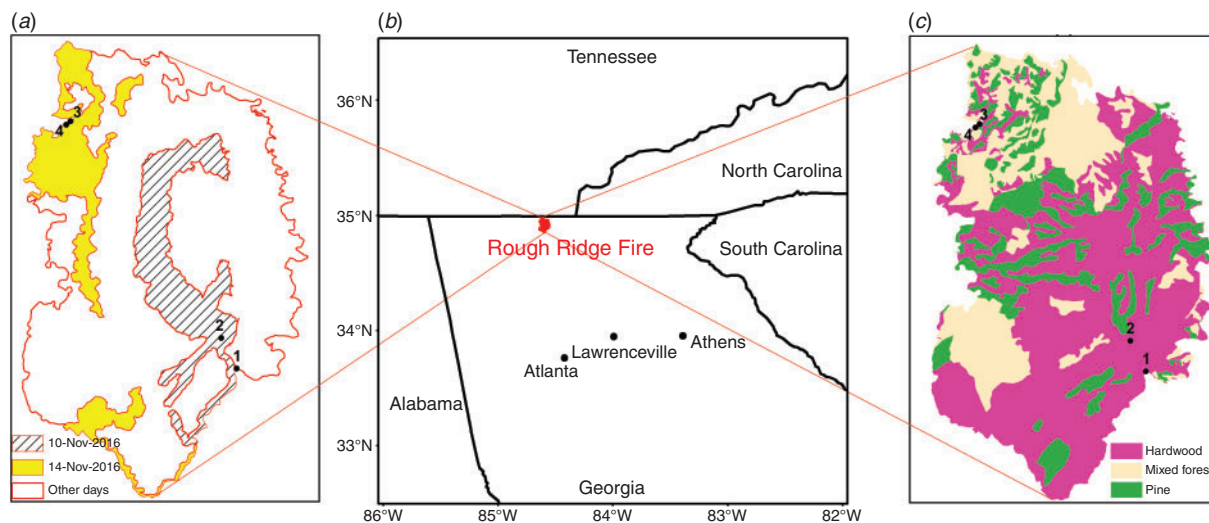 (a)
3
4
2
1
10-Nov-2016
14-Nov-2016
Other days
(b)
Tennessee
36°N
North Carolina
35°N
Rough Ridge Fire
South Carolina
34°N
Lawrenceville
Athens
Atlanta
Alabama
33°N
Georgia
86°W
85°W
84°W
83°W
82°W
(c)
3
4
2
1
Hardwood
Mixed forest
Pine